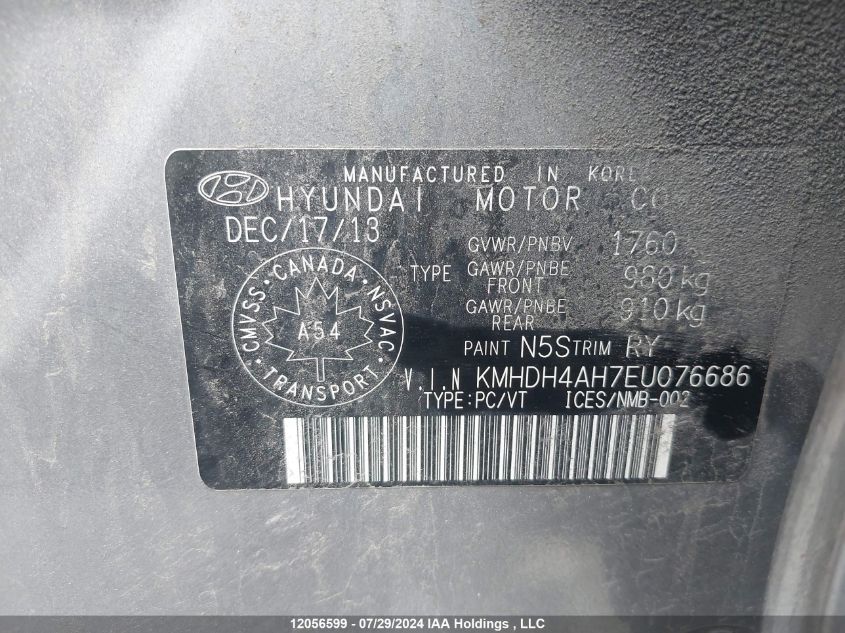 MANUFACTURED IN KORE
HYUNDAI MOTOR CO
DEC/17/13
GVWR/PNBV 1760
TYPE GAWR/PNBE FRONT 980 kg
GAWR/PNBE REAR 910 kg
CMVSS · CANADA · NSVAC · TRANSPORT ·
A54
PAINT N5S TRIM RY
V.I.N KMHDH4AH7EU076686
TYPE:PC/VT ICES/NMB-002
12056599 - 07/29/2024 IAA Holdings , LLC